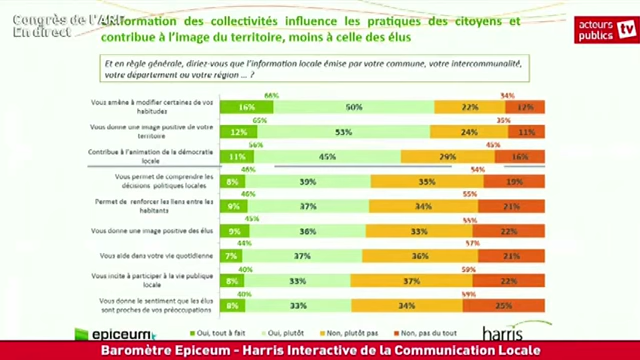 Congrès de l'ARI
En direct
formation des collectivités influence les pratiques des citoyens et
contribue à l'image du territoire, moins à celle des élus
acteurs
publics tv
Et en règle générale, diriez-vous que l'information locale émise par votre commune, votre intercommunalité,
votre département ou votre région ... ?
66% 34%
Vous amène à modifier certaines de vos
habitudes
16% 50% 22% 12%
65% 35%
Vous donne une image positive de votre
territoire
12% 53% 24% 11%
56% 45%
Contribue à l'animation de la démocratie
locale
11% 45% 29% 16%
46% 54%
Vous permet de comprendre les
décisions politiques locales
8% 39% 35% 19%
46% 55%
Permet de renforcer les liens entre les
habitants
9% 37% 34% 21%
45% 55%
Vous donne une image positive des élus
9% 36% 33% 22%
44% 57%
Vous aide dans votre vie quotidienne
7% 37% 36% 21%
40% 59%
Vous incite à participer à la vie publique
locale
8% 33% 37% 22%
40% 59%
Vous donne le sentiment que les élus
sont proches de vos préoccupations
8% 33% 34% 25%
epiceum
Oui, tout à fait Oui, plutôt Non, plutôt pas Non, pas du tout
harris
Baromètre Epiceum - Harris Interactive de la Communication Locale